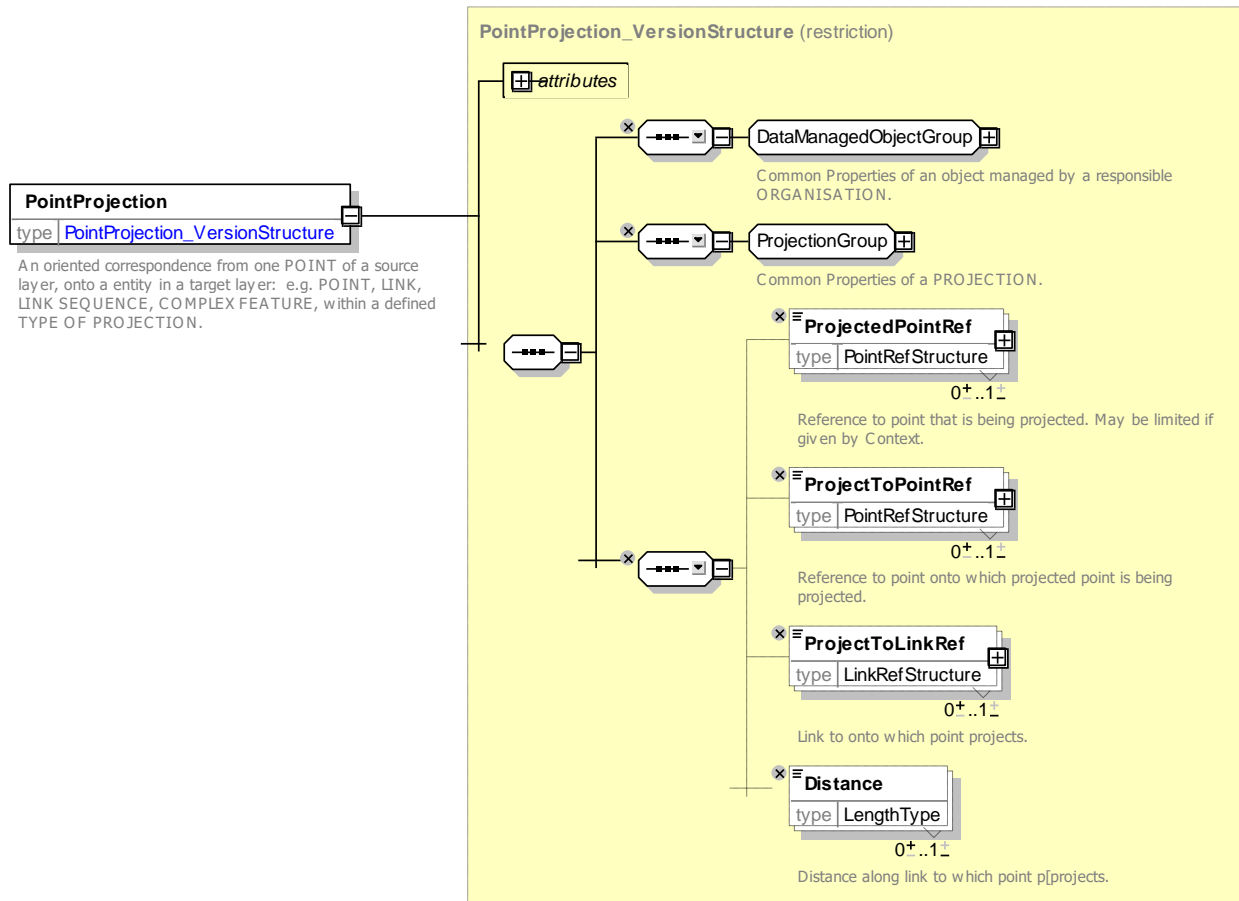 PointProjection_VersionStructure (restriction)
attributes
DataManagedObjectGroup
Common Properties of an object managed by a responsible
ORGANISATION.
PointProjection
type PointProjection_VersionStructure
An oriented correspondence from one POINT of a source
layer, onto a entity in a target layer: e.g. POINT, LINK,
LINK SEQUENCE, COMPLEX FEATURE, within a defined
TYPE OF PROJECTION.
ProjectionGroup
Common Properties of a PROJECTION.
ProjectedPointRef
type PointRefStructure
0..1
Reference to point that is being projected. May be limited if
given by Context.
ProjectToPointRef
type PointRefStructure
0..1
Reference to point onto which projected point is being
projected.
ProjectToLinkRef
type LinkRefStructure
0..1
Link to onto which point projects.
Distance
type LengthType
0..1
Distance along link to which point p[projects.